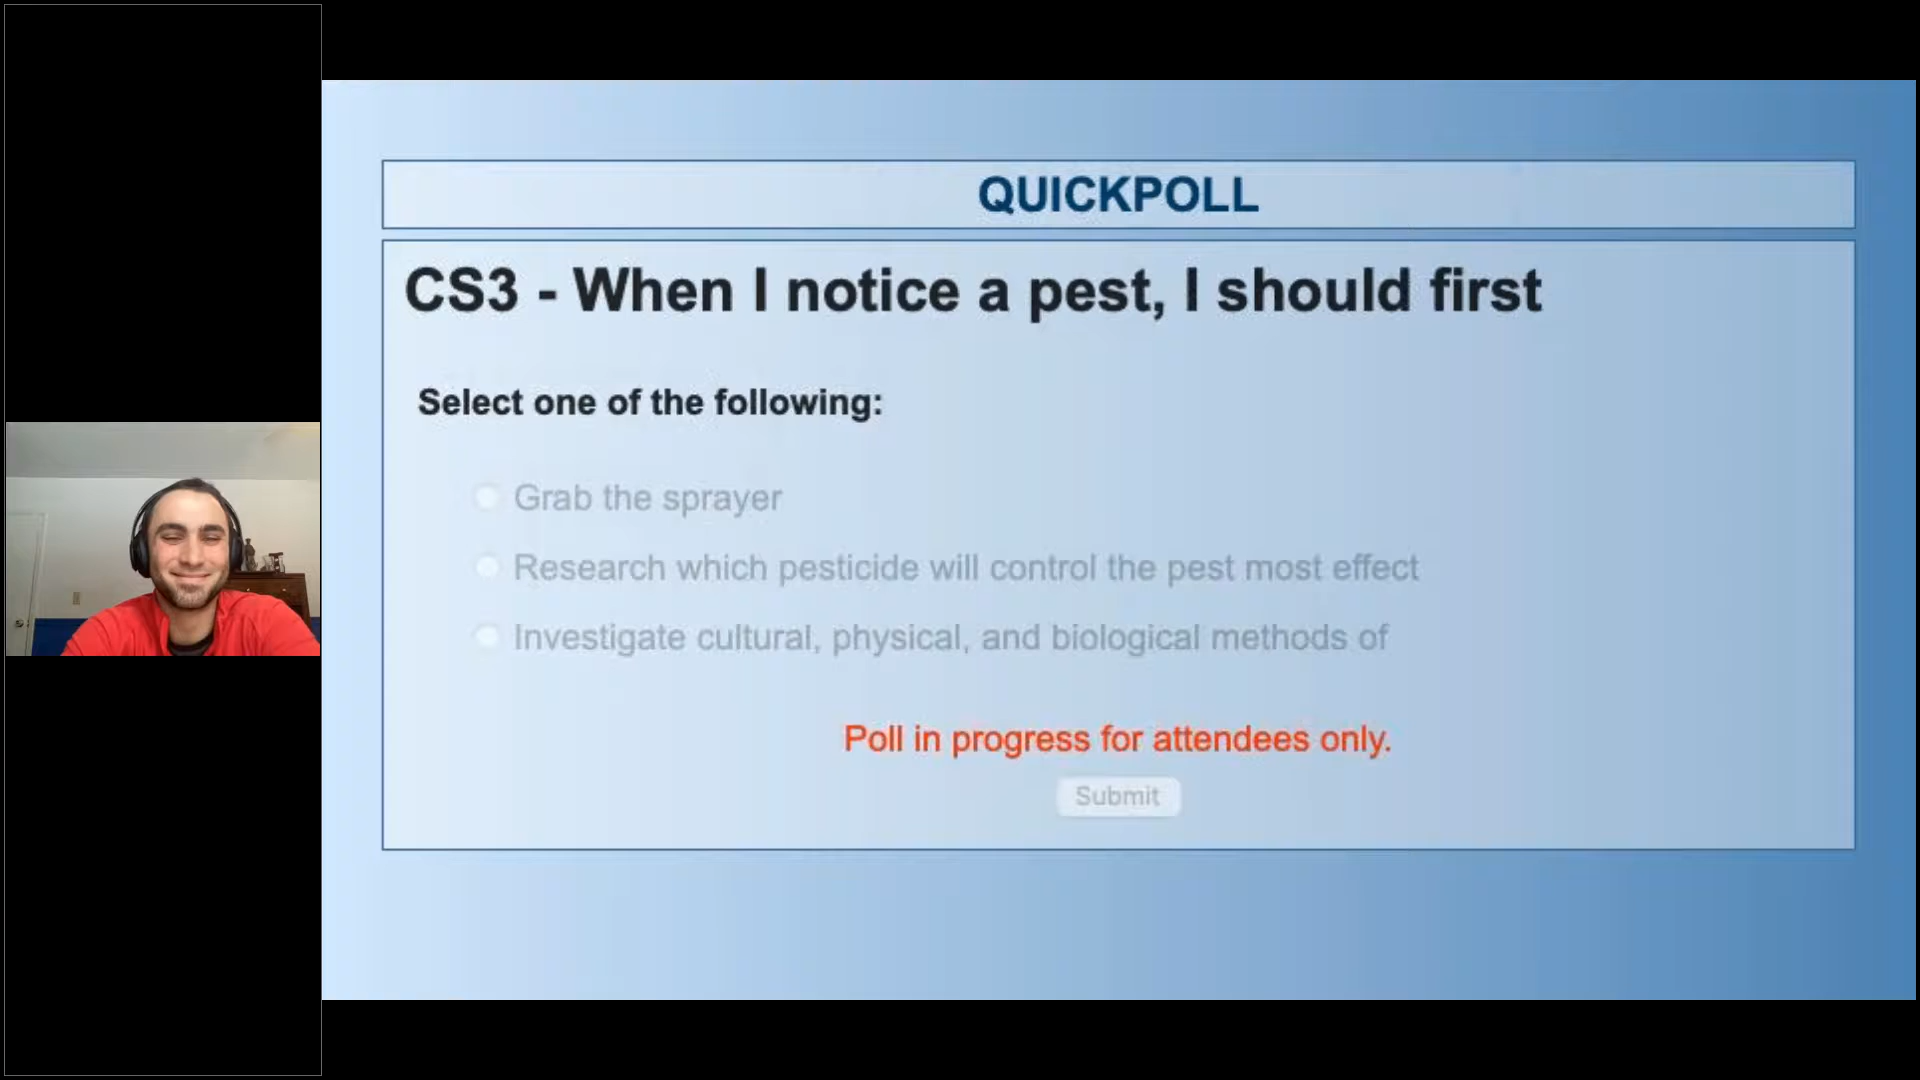 QUICKPOLL
CS3 - When I notice a pest, I should first
Select one of the following:
Grab the sprayer
Research which pesticide will control the pest most effect
Investigate cultural, physical, and biological methods of
Poll in progress for attendees only.
Submit